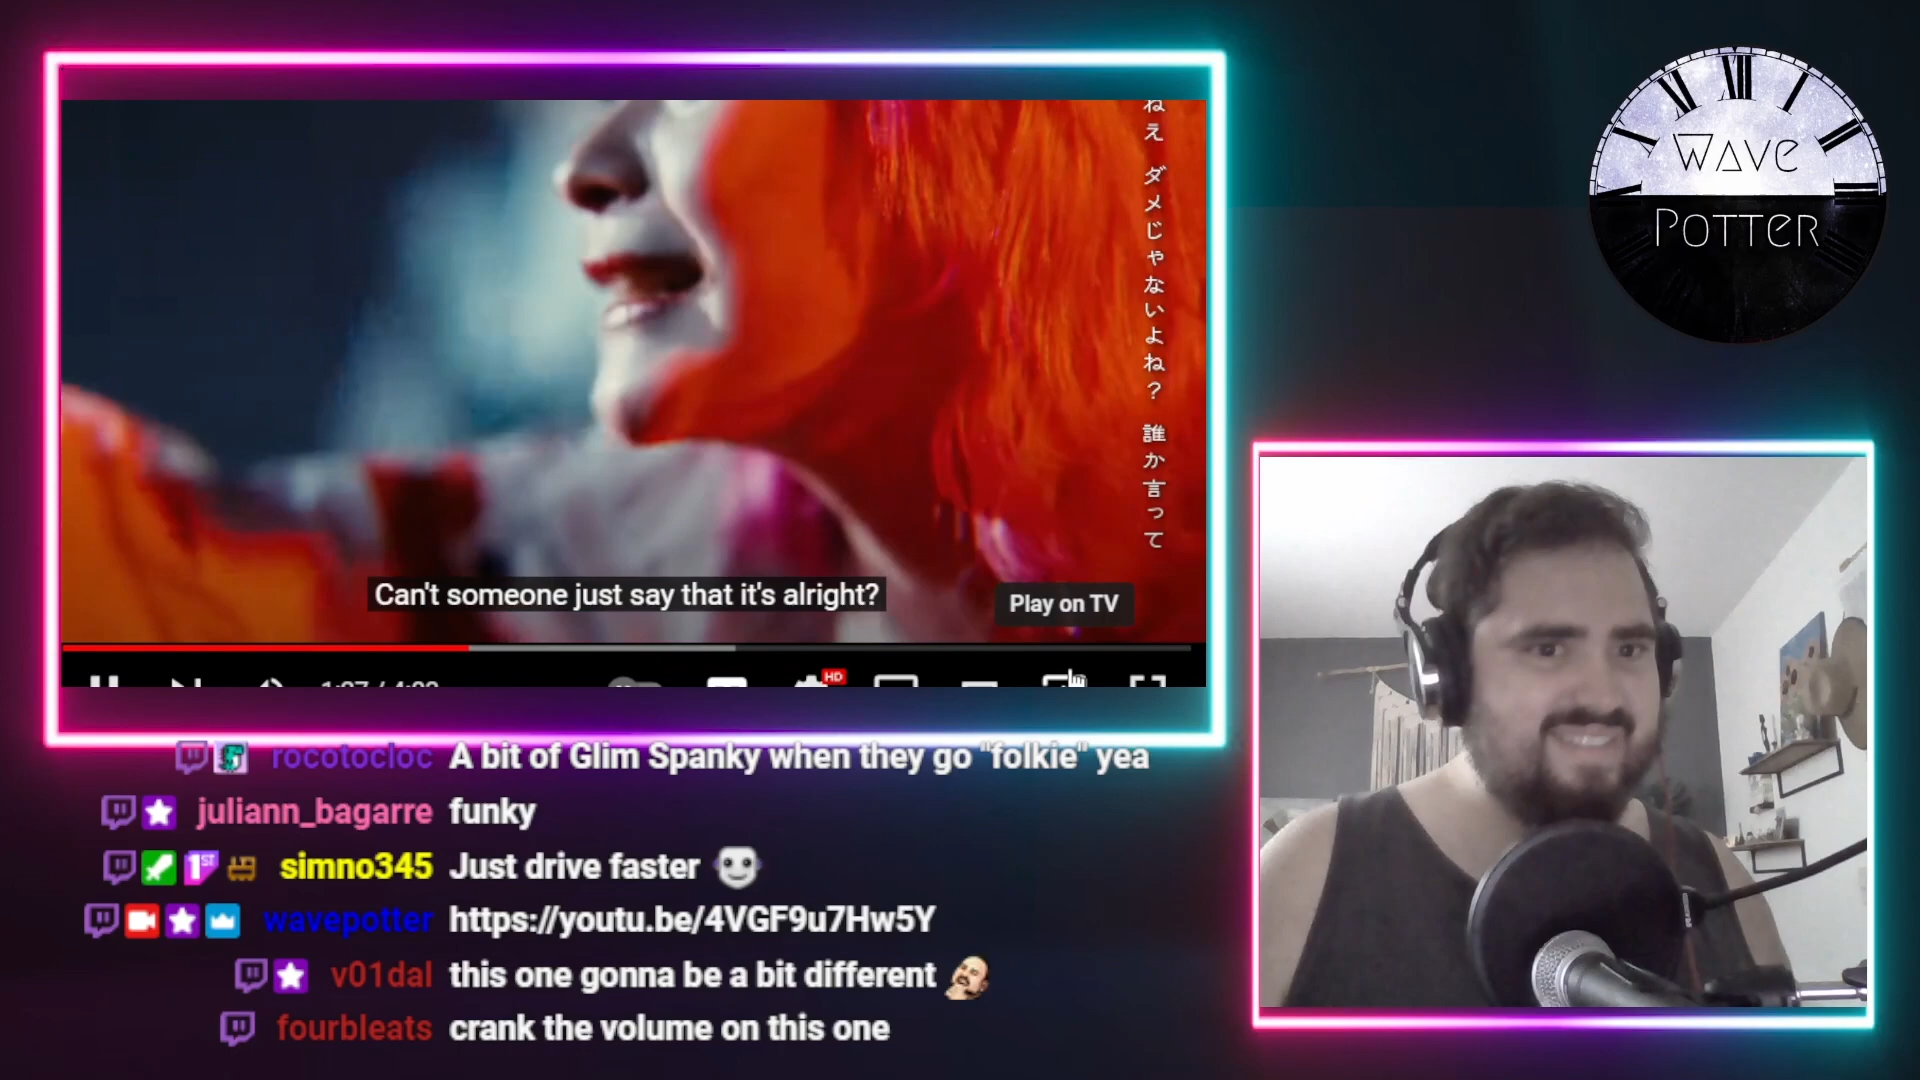 Wave
Potter
ねえ ダメじゃないよね? 誰か言って
Can't someone just say that it's alright?
Play on TV
HD
rocotocloc A bit of Glim Spanky when they go "folkie" yea
juliann_bagarre funky
1ST simno345 Just drive faster
wavepotter https://youtu.be/4VGF9u7Hw5Y
v01dal this one gonna be a bit different
fourbleats crank the volume on this one